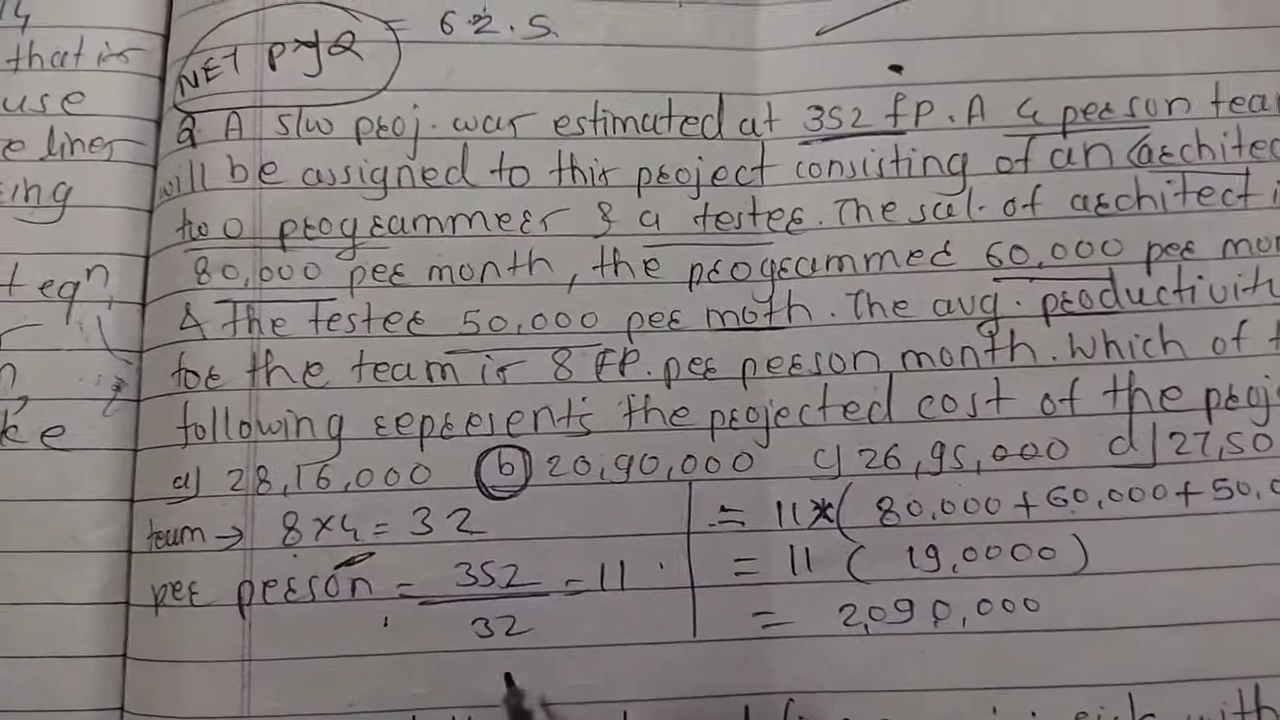 that is
use
e lines
ing
t eqn,
ke
= 62.5.
NET PYQ
Q A S/W proj. was estimated at 352 FP. A 4 person tea
will be assigned to this project consisting of an architec
two programmer & a tester. The sal. of architect i
80,000 per month, the programmed 60,000 per mon
& the tester 50,000 per moth. The avg. productivit
for the team is 8 FP. per person month. Which of t
following represents the projected cost of the proj
a) 28,16,000 b) 20,90,000 c) 26,95,000 d) 27,50
team → 8×4 = 32
per person = 352/32 = 11
= 11*(80,000+60,000+50,0
= 11 (19,0000)
= 2,090,000